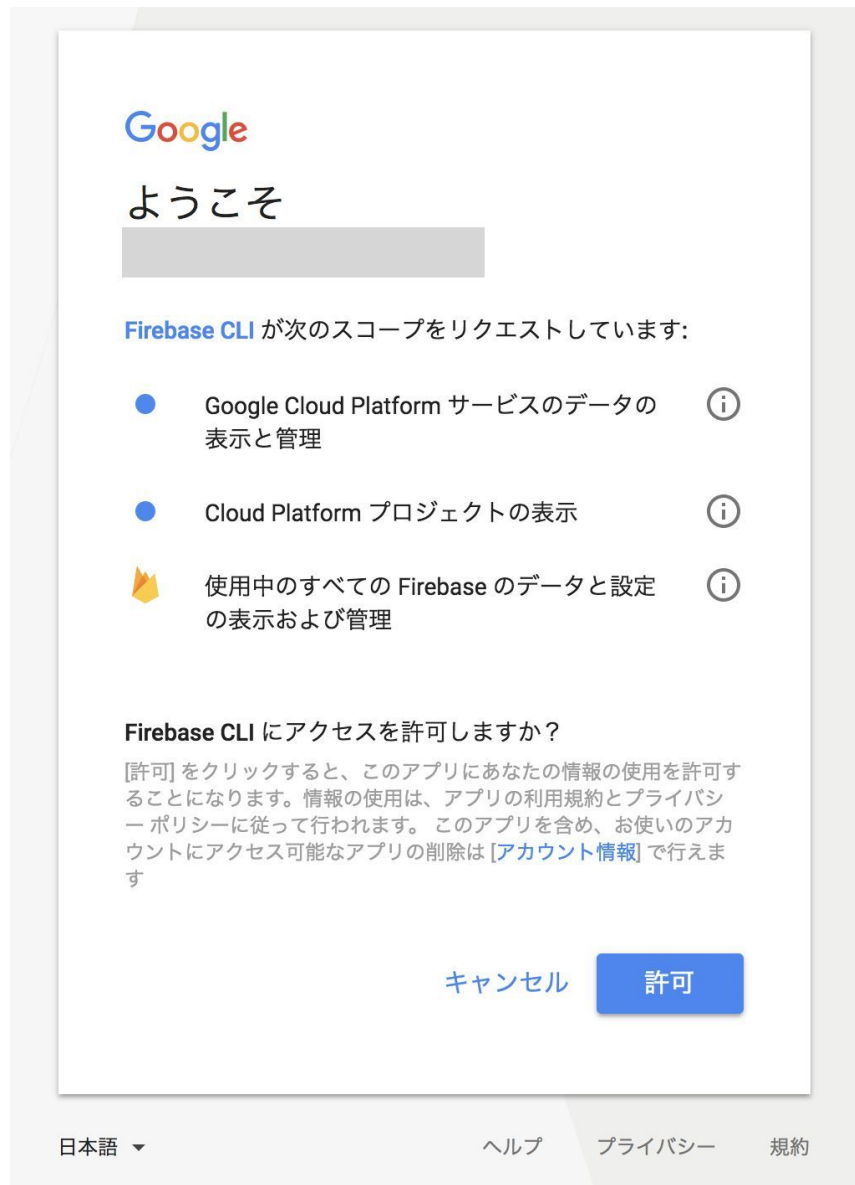 Google
ようこそ
Firebase CLI が次のスコープをリクエストしています:
Google Cloud Platform サービスのデータの
表示と管理
Cloud Platform プロジェクトの表示
使用中のすべての Firebase のデータと設定
の表示および管理
Firebase CLI にアクセスを許可しますか？
[許可] をクリックすると、このアプリにあなたの情報の使用を許可す
ることになります。情報の使用は、アプリの利用規約とプライバシ
ー ポリシーに従って行われます。 このアプリを含め、お使いのアカ
ウントにアクセス可能なアプリの削除は [アカウント情報] で行えま
す
キャンセル 許可
日本語 ヘルプ プライバシー 規約